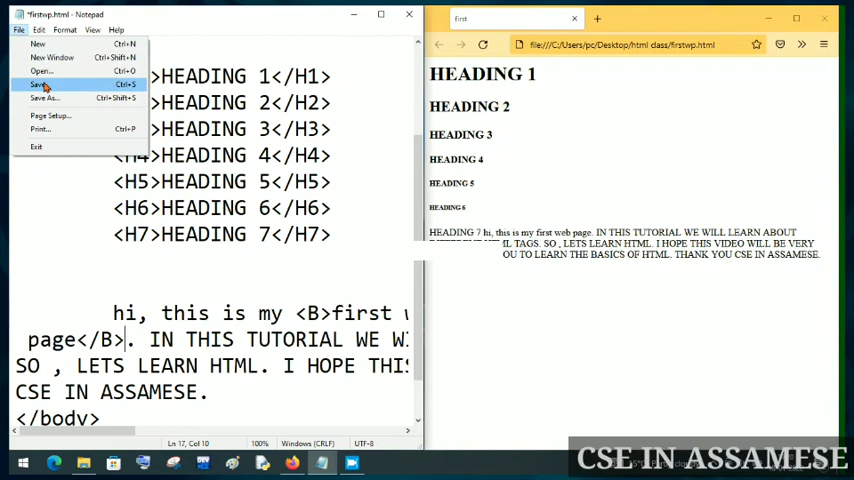 *firstwp.html - Notepad
File Edit Format View Help
New Ctrl+N
New Window Ctrl+Shift+N
Open... Ctrl+O
Save Ctrl+S
Save As... Ctrl+Shift+S
Page Setup...
Print... Ctrl+P
Exit
>HEADING 1</H1>
>HEADING 2</H2>
>HEADING 3</H3>
<H4>HEADING 4</H4>
<H5>HEADING 5</H5>
<H6>HEADING 6</H6>
<H7>HEADING 7</H7>
hi, this is my <B>first
page</B>. IN THIS TUTORIAL WE
SO , LETS LEARN HTML. I HOPE THIS
CSE IN ASSAMESE.
</body>
Ln 17, Col 10 100% Windows (CRLF) UTF-8
first
file:///C:/Users/pc/Desktop/html class/firstwp.html
HEADING 1
HEADING 2
HEADING 3
HEADING 4
HEADING 5
HEADING 6
HEADING 7 hi, this is my first web page. IN THIS TUTORIAL WE WILL LEARN ABOUT
TAGS. SO , LETS LEARN HTML. I HOPE THIS VIDEO WILL BE VERY
YOU TO LEARN THE BASICS OF HTML. THANK YOU CSE IN ASSAMESE.
CSE IN ASSAMESE